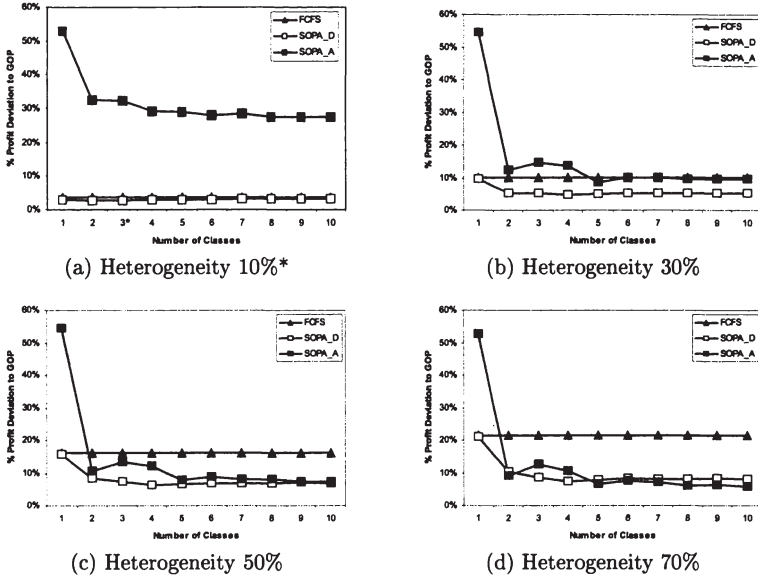 % Profit Deviation to GOP
60%
50%
40%
30%
20%
10%
0%
FCFS
SOPA_D
SOPA_A
1 2 3* 4 5 6 7 8 9 10
Number of Classes
(a) Heterogeneity 10%*
% Profit Deviation to GOP
60%
50%
40%
30%
20%
10%
0%
FCFS
SOPA_D
SOPA_A
1 2 3 4 5 6 7 8 9 10
Number of Classes
(b) Heterogeneity 30%
% Profit Deviation to GOP
60%
50%
40%
30%
20%
10%
0%
FCFS
SOPA_D
SOPA_A
1 2 3 4 5 6 7 8 9 10
Number of Classes
(c) Heterogeneity 50%
% Profit Deviation to GOP
60%
50%
40%
30%
20%
10%
0%
FCFS
SOPA_D
SOPA_A
1 2 3 4 5 6 7 8 9 10
Number of Classes
(d) Heterogeneity 70%